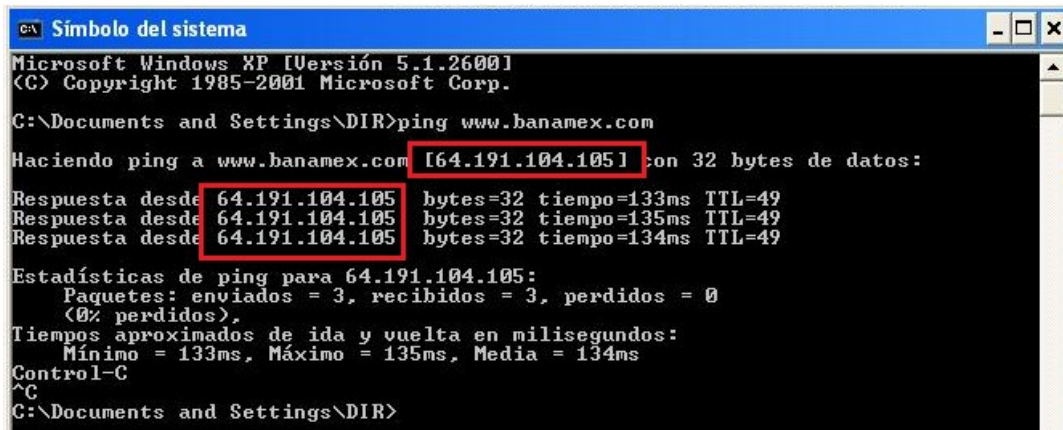 Símbolo del sistema
Microsoft Windows XP [Versión 5.1.2600]
(C) Copyright 1985-2001 Microsoft Corp.
C:\Documents and Settings\DIR>ping www.banamex.com
Haciendo ping a www.banamex.com [64.191.104.105] con 32 bytes de datos:
Respuesta desde 64.191.104.105 bytes=32 tiempo=133ms TTL=49
Respuesta desde 64.191.104.105 bytes=32 tiempo=135ms TTL=49
Respuesta desde 64.191.104.105 bytes=32 tiempo=134ms TTL=49
Estadísticas de ping para 64.191.104.105:
Paquetes: enviados = 3, recibidos = 3, perdidos = 0
(0% perdidos),
Tiempos aproximados de ida y vuelta en milisegundos:
Mínimo = 133ms, Máximo = 135ms, Media = 134ms
Control-C
^C
C:\Documents and Settings\DIR>